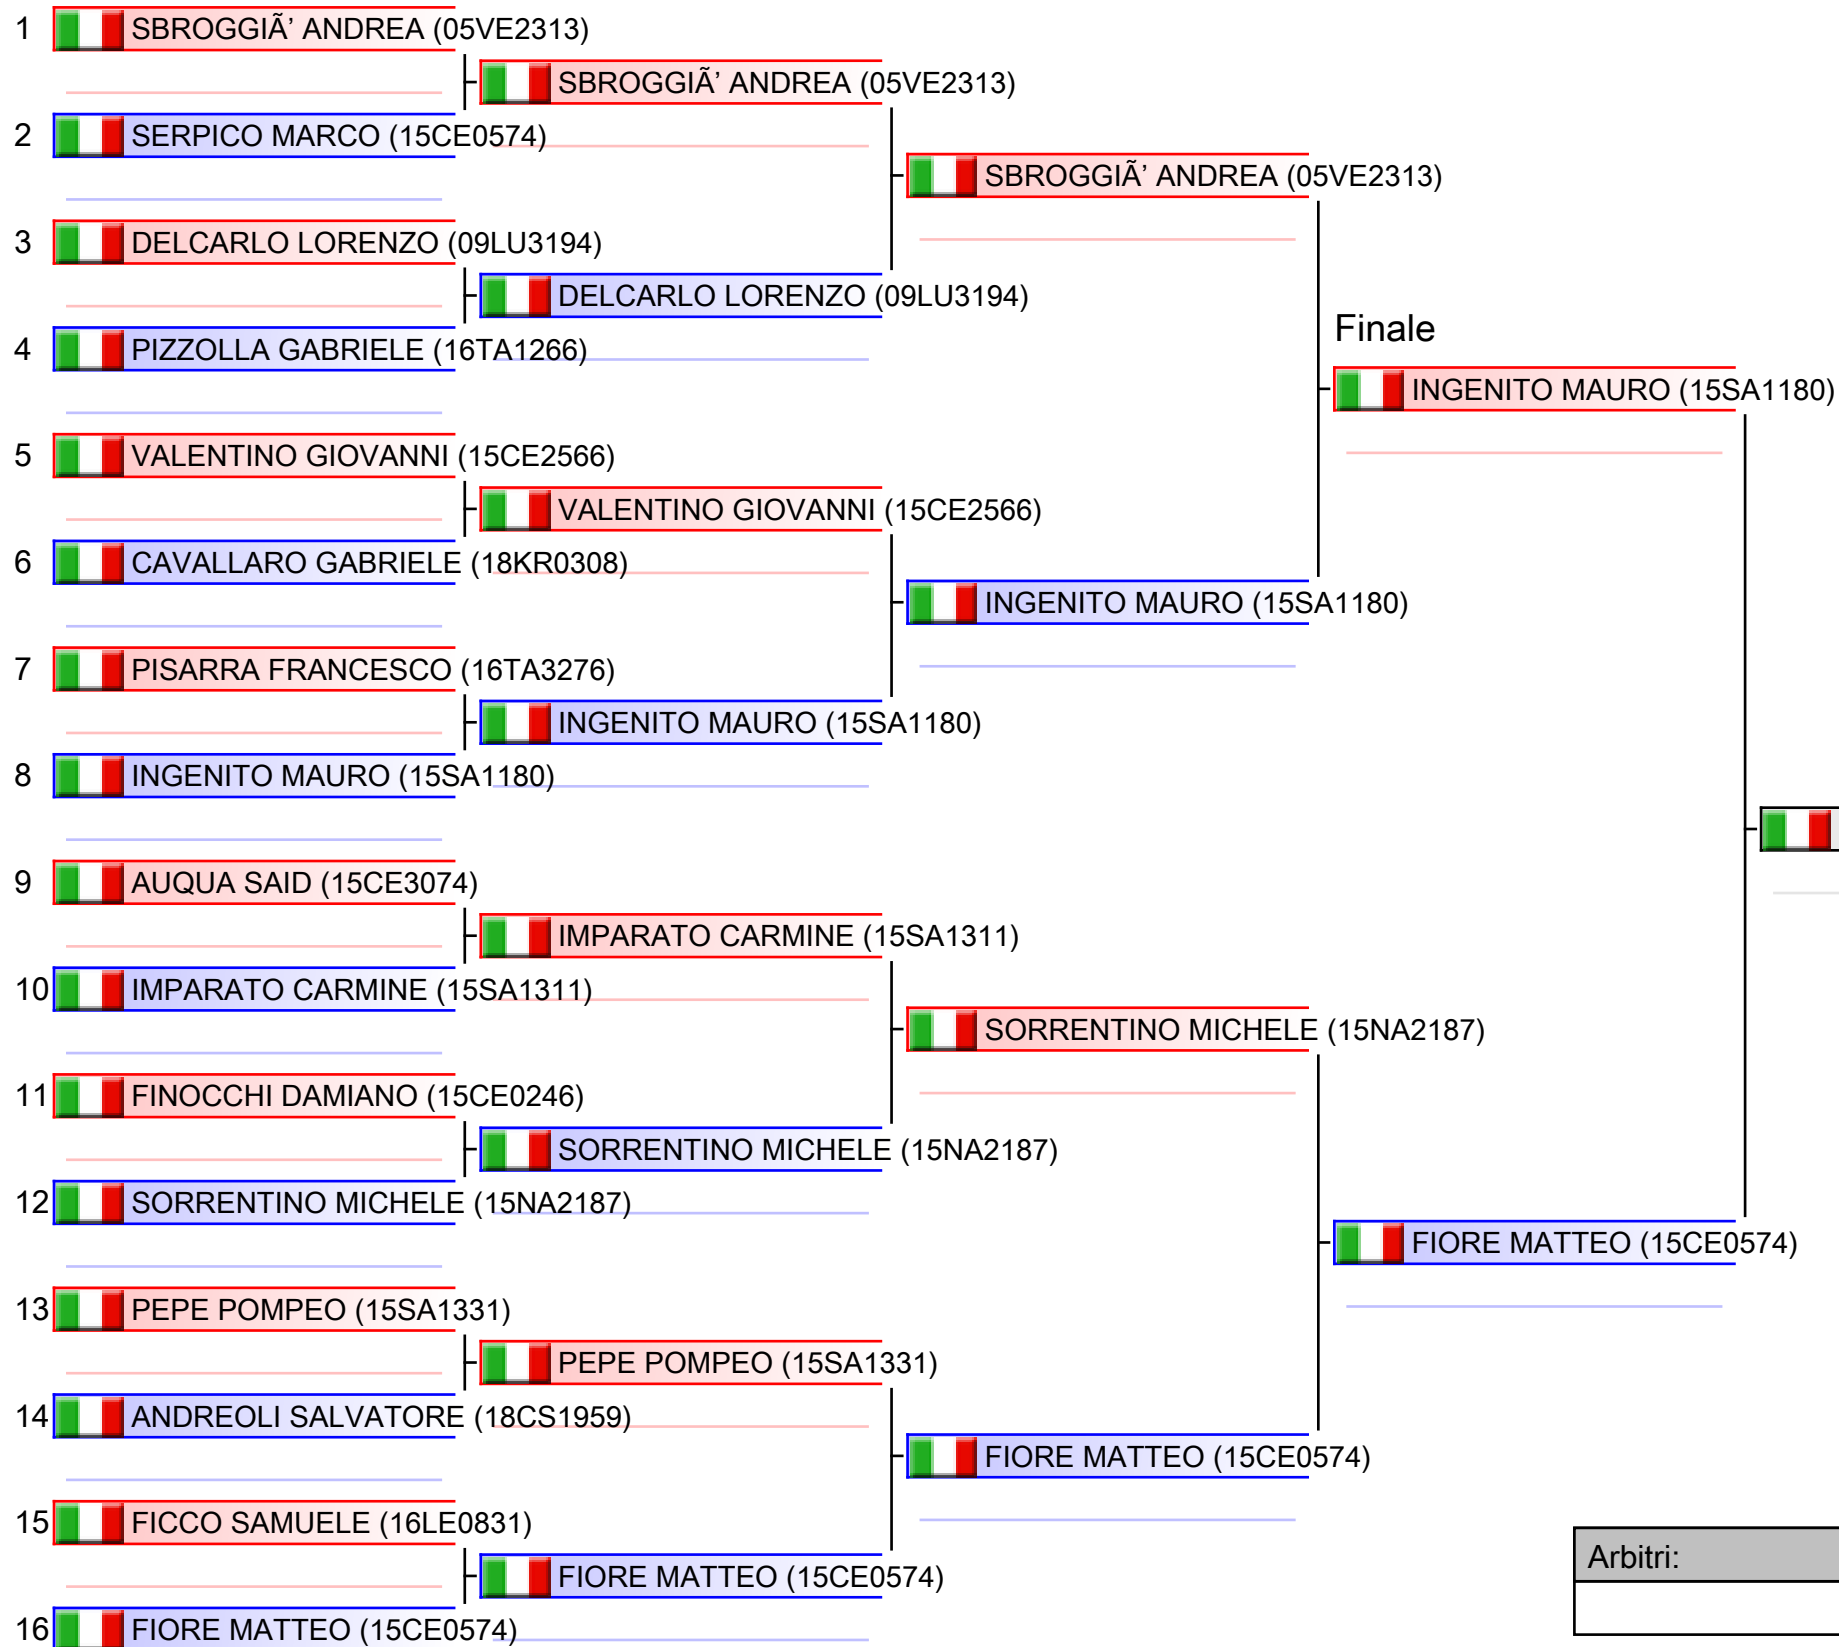 1 SBROGGIÃ’ ANDREA (05VE2313)
SBROGGIÃ’ ANDREA (05VE2313)
2 SERPICO MARCO (15CE0574)
SBROGGIÃ’ ANDREA (05VE2313)
3 DELCARLO LORENZO (09LU3194)
DELCARLO LORENZO (09LU3194)
Finale
4 PIZZOLLA GABRIELE (16TA1266)
INGENITO MAURO (15SA1180)
5 VALENTINO GIOVANNI (15CE2566)
VALENTINO GIOVANNI (15CE2566)
6 CAVALLARO GABRIELE (18KR0308)
INGENITO MAURO (15SA1180)
7 PISARRA FRANCESCO (16TA3276)
INGENITO MAURO (15SA1180)
8 INGENITO MAURO (15SA1180)
9 AUQUA SAID (15CE3074)
IMPARATO CARMINE (15SA1311)
10 IMPARATO CARMINE (15SA1311)
SORRENTINO MICHELE (15NA2187)
11 FINOCCHI DAMIANO (15CE0246)
SORRENTINO MICHELE (15NA2187)
12 SORRENTINO MICHELE (15NA2187)
FIORE MATTEO (15CE0574)
13 PEPE POMPEO (15SA1331)
PEPE POMPEO (15SA1331)
14 ANDREOLI SALVATORE (18CS1959)
FIORE MATTEO (15CE0574)
15 FICCO SAMUELE (16LE0831)
Arbitri:
FIORE MATTEO (15CE0574)
16 FIORE MATTEO (15CE0574)